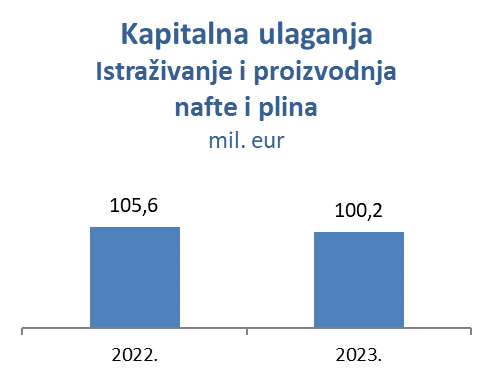 Kapitalna ulaganja
Istraživanje i proizvodnja
nafte i plina
mil. eur
105,6
100,2
2022.
2023.